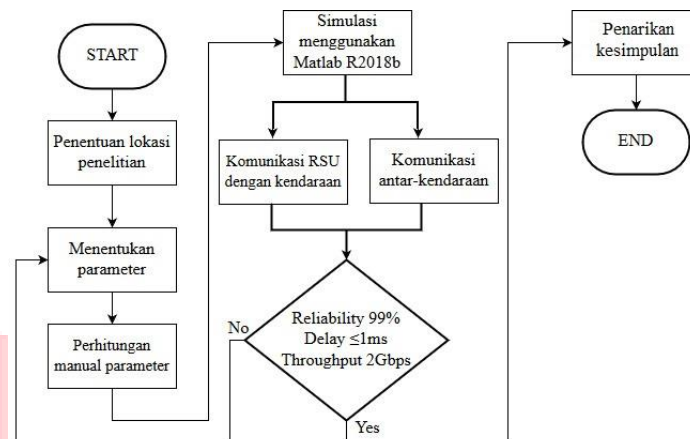 START
Penentuan lokasi
penelitian
Menentukan
parameter
Perhitungan
manual parameter
Simulasi
menggunakan
Matlab R2018b
Komunikasi RSU
dengan kendaraan
Komunikasi
antar-kendaraan
Reliability 99%
Delay ≤1ms
Throughput 2Gbps
No
Yes
Penarikan
kesimpulan
END